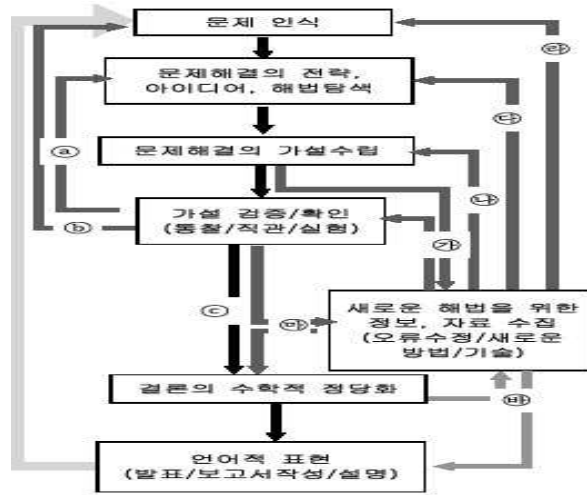 문제 인식
문제해결의 전략,
아이디어, 해법탐색
문제해결의 가설수립
가설 검증/확인
(통찰/직관/실험)
새로운 해법을 위한
정보, 자료 수집
(오류수정/새로운
방법/기술)
결론의 수학적 정당화
언어적 표현
(발표/보고서작성/설명)
ⓐ
ⓑ
ⓒ
㉮
㉯
㉰
㉱
㉲
㉳